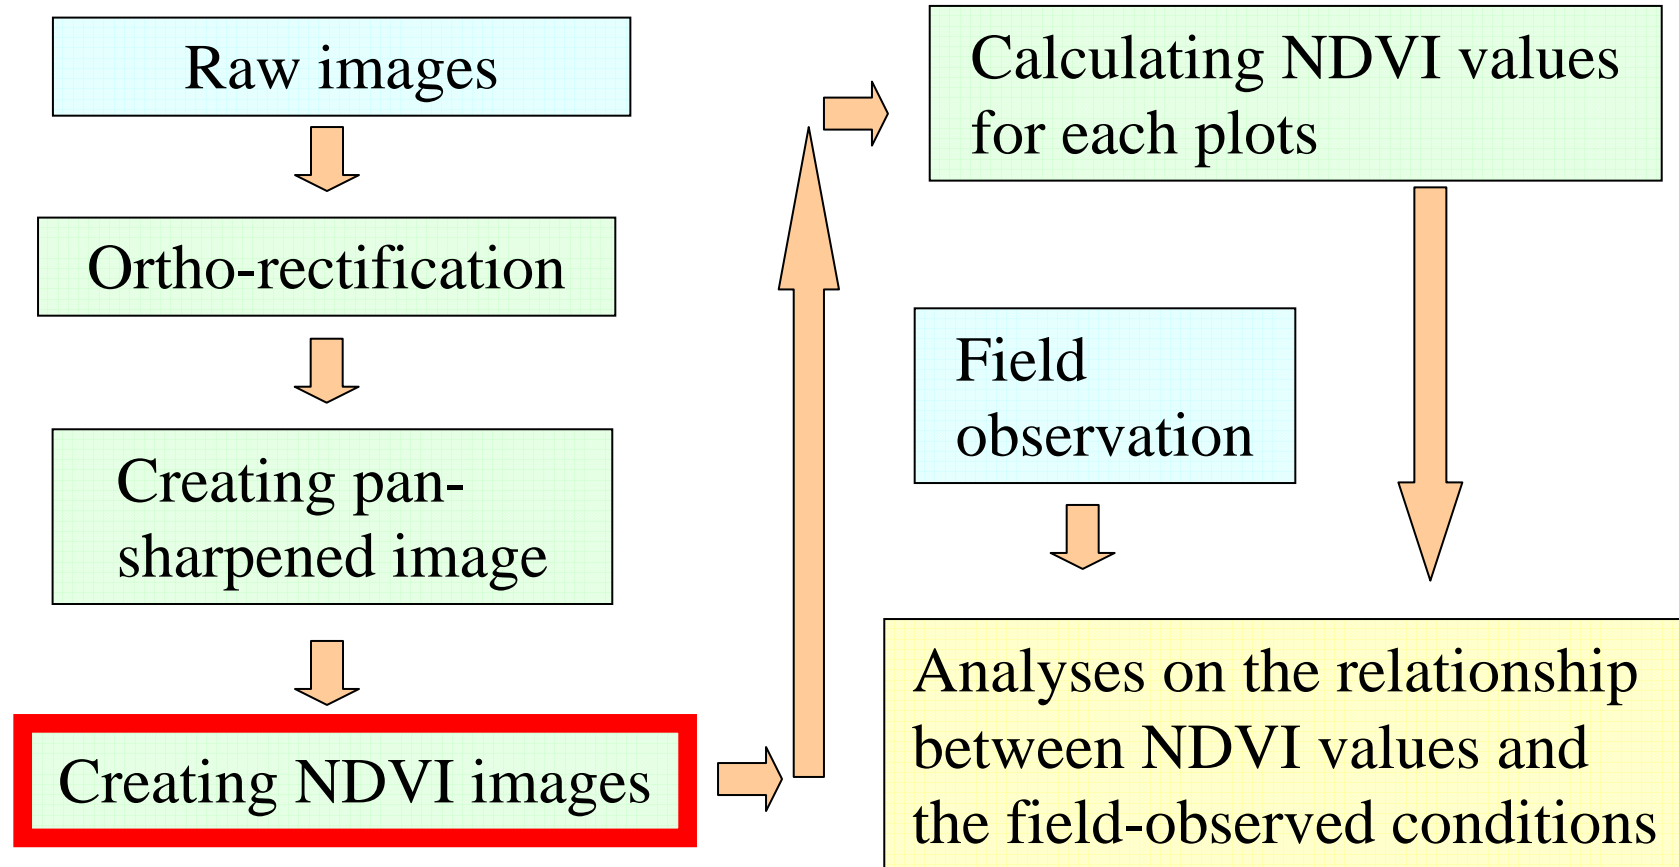 Raw images
Ortho-rectification
Creating pan-
sharpened image
Creating NDVI images
Calculating NDVI values
for each plots
Field
observation
Analyses on the relationship
between NDVI values and
the field-observed conditions